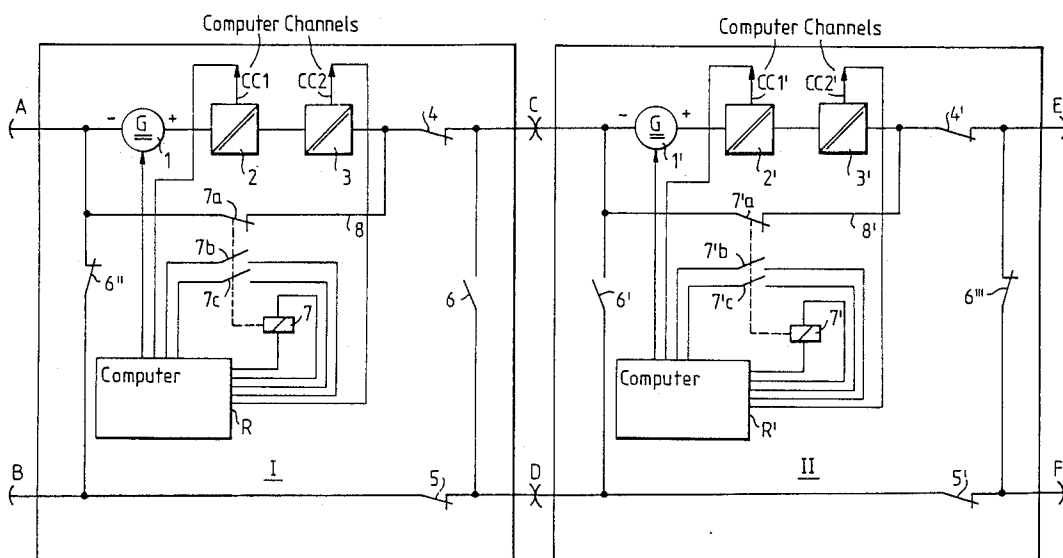 Computer Channels
Computer Channels
A
CC1
CC2
4
C
CC1'
CC2'
4'
E
- G +
- G +
1
2
3
1'
2'
3'
7a
8
7'a
8'
7b
7'b
6"
7c
6
6'
7'c
6'''
7
7'
Computer
Computer
R
R'
B
I
5
D
II
5'
F